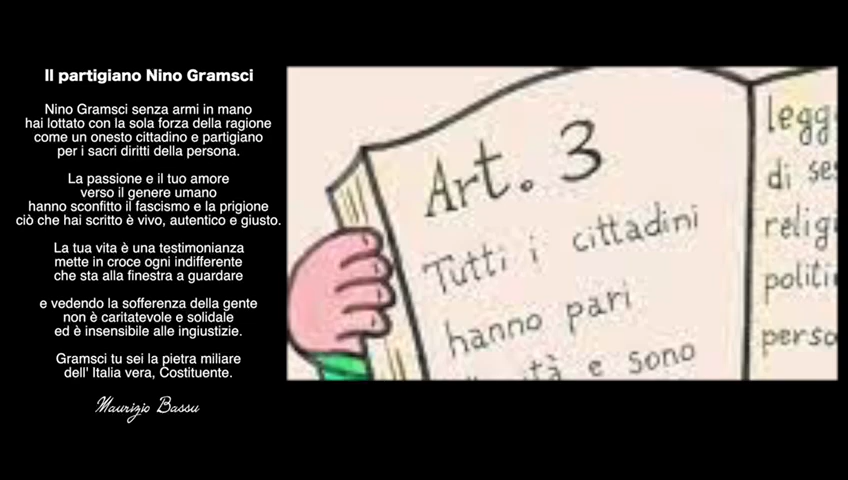 Il partigiano Nino Gramsci
Nino Gramsci senza armi in mano
hai lottato con la sola forza della ragione
come un onesto cittadino e partigiano
per i sacri diritti della persona.
La passione e il tuo amore
verso il genere umano
hanno sconfitto il fascismo e la prigione
ciò che hai scritto è vivo, autentico e giusto.
La tua vita è una testimonianza
mette in croce ogni indifferente
che sta alla finestra a guardare
e vedendo la sofferenza della gente
non è caritatevole e solidale
ed è insensibile alle ingiustizie.
Gramsci tu sei la pietra miliare
dell' Italia vera, Costituente.
Maurizio Bassu
Art. 3
Tutti i cittadini
hanno pari
e sono
legg
di se
relig
politi
perso